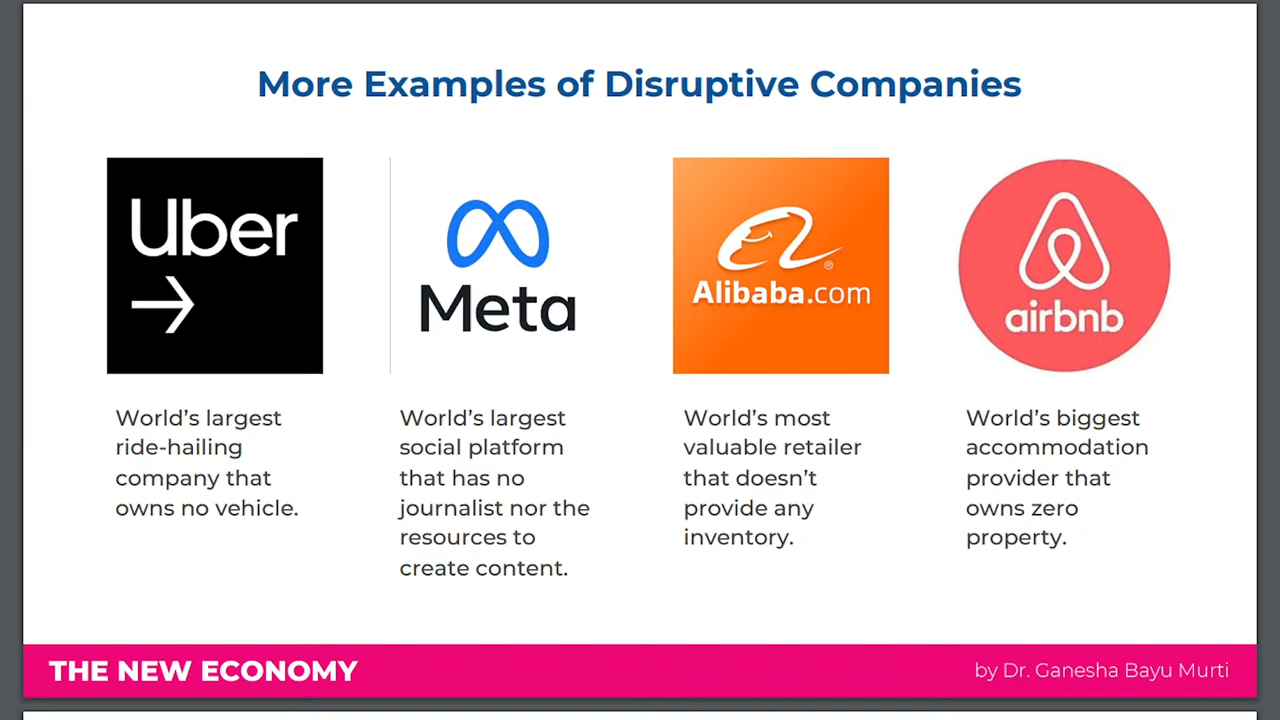 More Examples of Disruptive Companies
Uber
Meta
Alibaba.com
®
airbnb
World’s largest
ride-hailing
company that
owns no vehicle.
World’s largest
social platform
that has no
journalist nor the
resources to
create content.
World’s most
valuable retailer
that doesn’t
provide any
inventory.
World’s biggest
accommodation
provider that
owns zero
property.
THE NEW ECONOMY
by Dr. Ganesha Bayu Murti